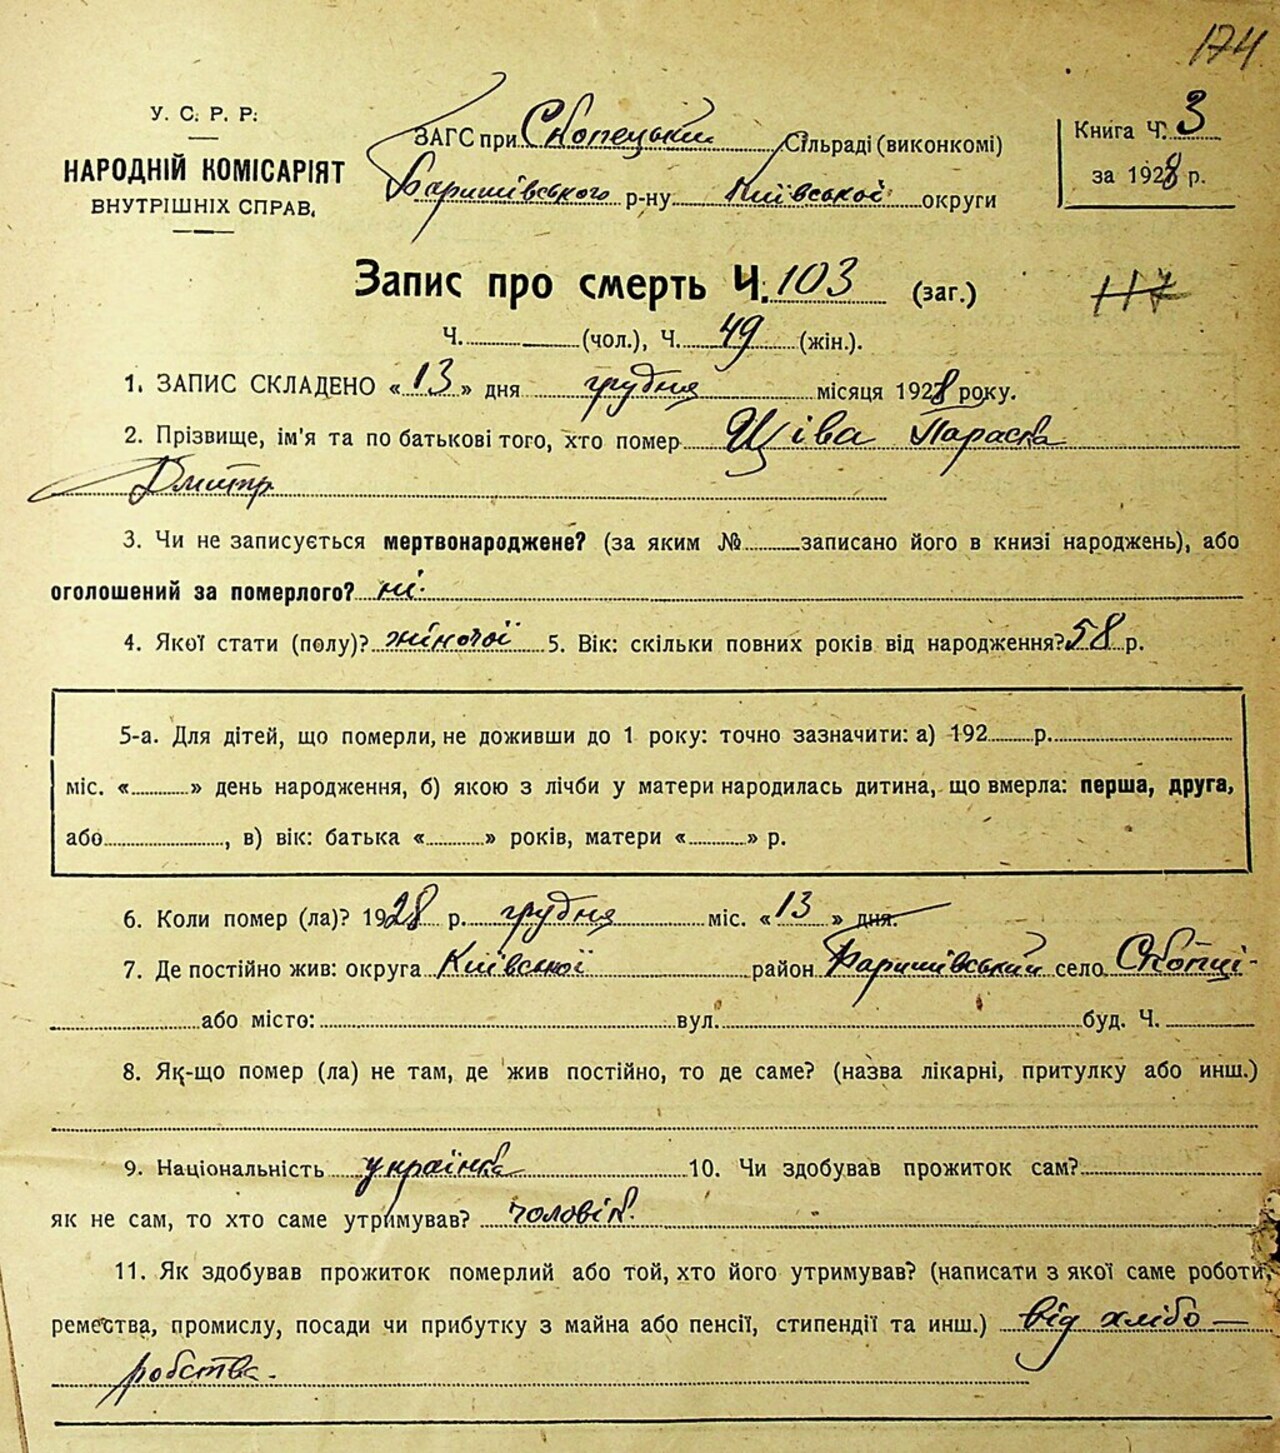 174
У. С. Р. Р.
НАРОДНІЙ КОМІСАРІЯТ
ВНУТРІШНІХ СПРАВ.
ЗАГС при Скопецький Сільраді (виконкомі)
Баришівського р-ну Київської округи
Книга Ч. 3
за 1928 р.
Запис про смерть Ч. 103 (заг.) 117
Ч. (чол.), Ч. 49 (жін.).
1. ЗАПИС СКЛАДЕНО « 13 » дня грудня місяця 1928 року.
2. Прізвище, ім'я та по батькові того, хто помер Щіва Параска
Дмитр.
3. Чи не записується мертвонароджене? (за яким № записано його в книзі народжень), або
оголошений за померлого? ні.
4. Якої стати (полу)? жіночої 5. Вік: скільки повних років від народження? 58 р.
5-а. Для дітей, що померли, не доживши до 1 року: точно зазначити: а) 192 р.
міс. « » день народження, б) якою з лічби у матери народилась дитина, що вмерла: перша, друга,
або , в) вік: батька « » років, матери « » р.
6. Коли помер (ла)? 1928 р. грудня міс. « 13 » дня.
7. Де постійно жив: округа Київської район Баришівський село Скопці
або місто: вул. буд. Ч.
8. Як-що помер (ла) не там, де жив постійно, то де саме? (назва лікарні, притулку або инш.)
9. Національність українка 10. Чи здобував прожиток сам?
як не сам, то хто саме утримував? чоловік.
11. Як здобував прожиток померлий або той, хто його утримував? (написати з якої саме роботи,
ремества, промислу, посади чи прибутку з майна або пенсії, стипендії та инш.) від хлібо-
робства.